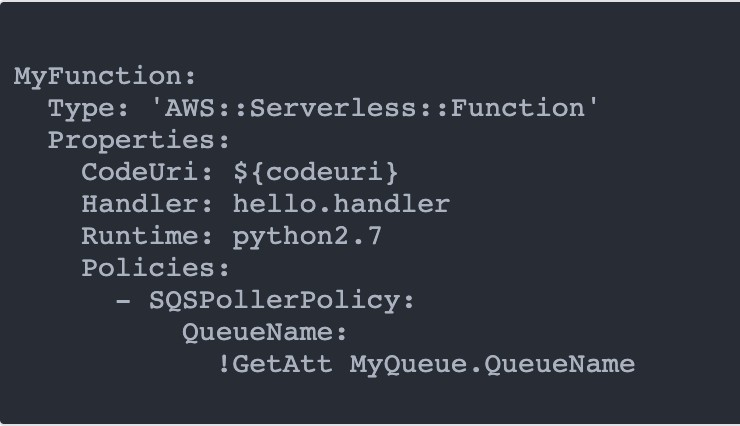 MyFunction:
  Type: 'AWS::Serverless::Function'
  Properties:
    CodeUri: ${codeuri}
    Handler: hello.handler
    Runtime: python2.7
    Policies:
      - SQSPollerPolicy:
          QueueName:
            !GetAtt MyQueue.QueueName